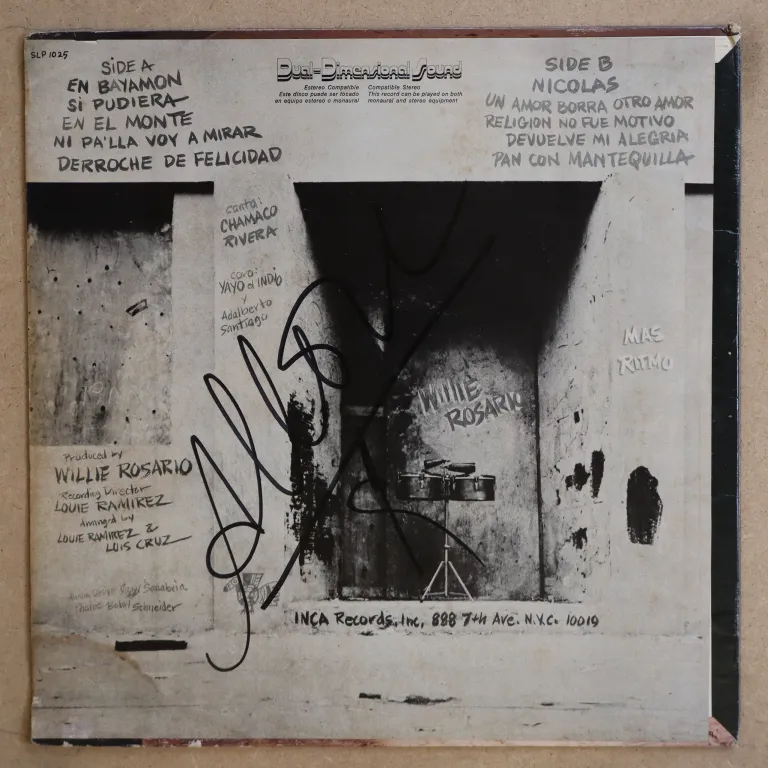 SLP 1025
SIDE A
EN BAYAMON
Si PUDIERA
EN EL MONTE
NI PA'LLA VOY A MIRAR
DERROCHE DE FELICIDAD
Dual-Dimensional Sound
Estereo Compatible
Este disco puede ser tocado
en equipo estereo o monaural
Compatible Stereo
This record can be played on both
monaural and stereo equipment
SIDE B
NICOLAS
UN AMOR BORRA OTRO AMOR
RELIGION NO FUE MOTIVO
DEVUELVE MI ALEGRIA
PAN CON MANTEQUILLA
canta:
CHAMACO
RIVERA
coro:
YAYO el INDIO
y
Adalberto
Santiago
MAS
RITMO
WILLIE
ROSARIO
Produced by
WILLIE ROSARIO
Recording Director
LOUIE RAMIREZ
Arranged by
LOUIE RAMIREZ &
LUIS CRUZ
Izzy Sanabria
Schneider
INCA Records, Inc, 888 7th Ave. N.Y.C. 10019